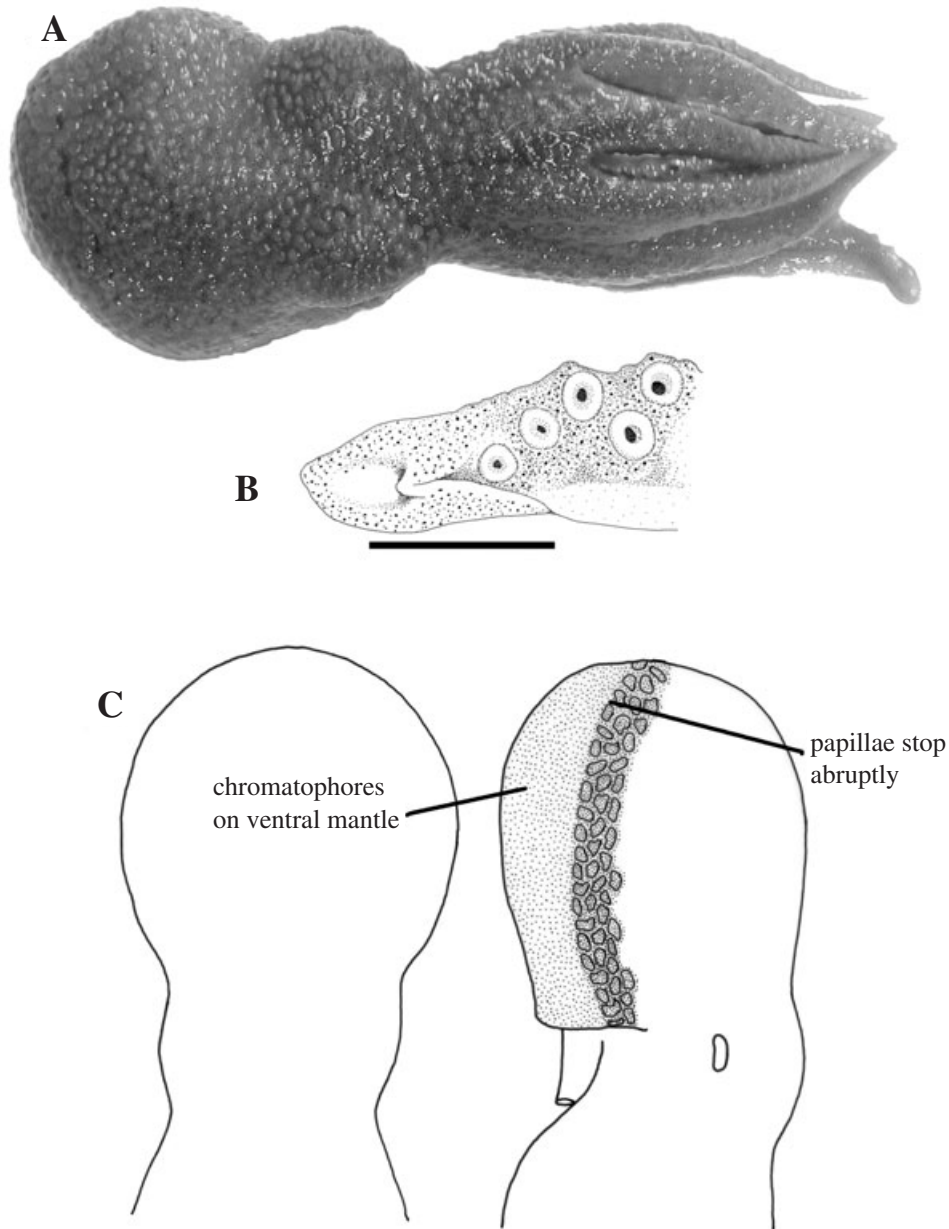 A
B
C
chromatophores
on ventral mantle
papillae stop
abruptly